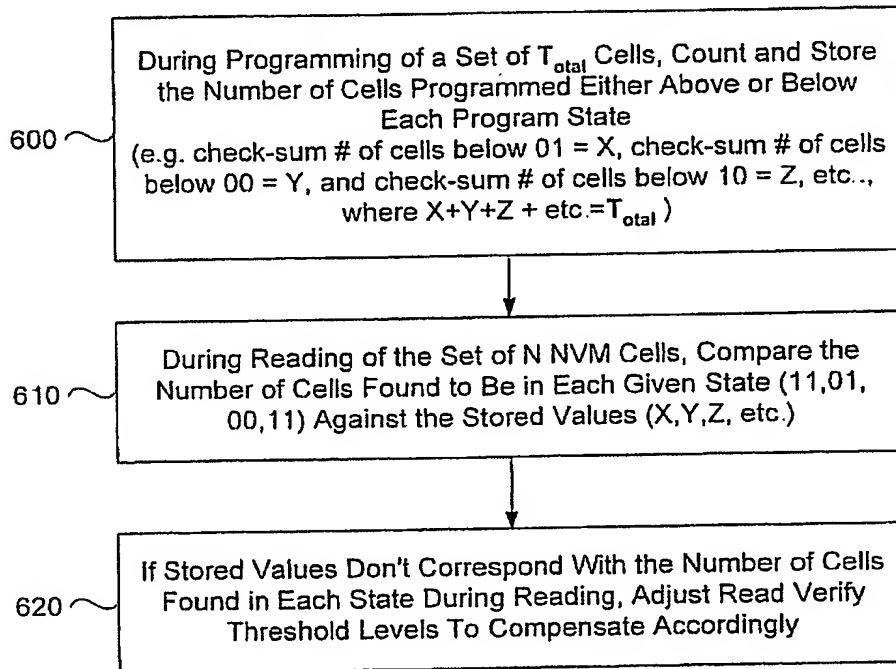 During Programming of a Set of Total Cells, Count and Store
the Number of Cells Programmed Either Above or Below
Each Program State
600
(e.g. check-sum # of cells below 01 = X, check-sum # of cells
below 00 = Y, and check-sum # of cells below 10 = Z, etc..,
where X+Y+Z + etc.=Total )
During Reading of the Set of N NVM Cells, Compare the
610
Number of Cells Found to Be in Each Given State (11,01,
00,11) Against the Stored Values (X,Y,Z, etc.)
If Stored Values Don't Correspond With the Number of Cells
620
Found in Each State During Reading, Adjust Read Verify
Threshold Levels To Compensate Accordingly